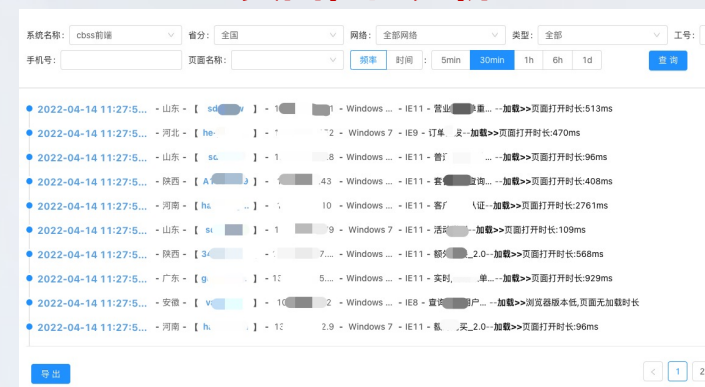 系统名称: cbss前端 省分: 全国 网络: 全部网络 类型: 全部 工号:
手机号: 页面名称: 频率 时间 : 5min 30min 1h 6h 1d 查 询
2022-04-14 11:27:5... - 山东 - 【 sd 】 - 1 1 - Windows ... - IE11 - 营业 单重... --加载>>页面打开时长:513ms
2022-04-14 11:27:5... - 河北 - 【 he- 】 - 1 2 - Windows 7 - IE9 - 订单 --加载>>页面打开时长:470ms
2022-04-14 11:27:5... - 山东 - 【 sd 】 - 1 .8 - Windows ... - IE11 - ... --加载>>页面打开时长:96ms
2022-04-14 11:27:5... - 陕西 - 【 A 9 】 - 1 .43 - Windows ... - IE11 - 套 查询... --加载>>页面打开时长:408ms
2022-04-14 11:27:5... - 河南 - 【 ha ... 】 - 10 - Windows ... - IE11 - 客户 认证--加载>>页面打开时长:2761ms
2022-04-14 11:27:5... - 山东 - 【 s 】 - 1 9 - Windows 7 - IE11 - 活动 --加载>>页面打开时长:109ms
2022-04-14 11:27:5... - 陕西 - 【 34 】 - 7.... - Windows ... - IE11 - 额 _2.0--加载>>页面打开时长:568ms
2022-04-14 11:27:5... - 广东 - 【 g 】 - 13 5.... - Windows ... - IE11 - 实时 单...--加载>>页面打开时长:929ms
2022-04-14 11:27:5... - 安徽 - 【 v 】 - 10 2 - Windows ... - IE8 - 查询 户... --加载>>浏览器版本低,页面无加载时长
2022-04-14 11:27:5... - 河南 - 【 h 】 - 13 2.9 - Windows 7 - IE11 - 买_2.0--加载>>页面打开时长:96ms
导 出 < 1 2